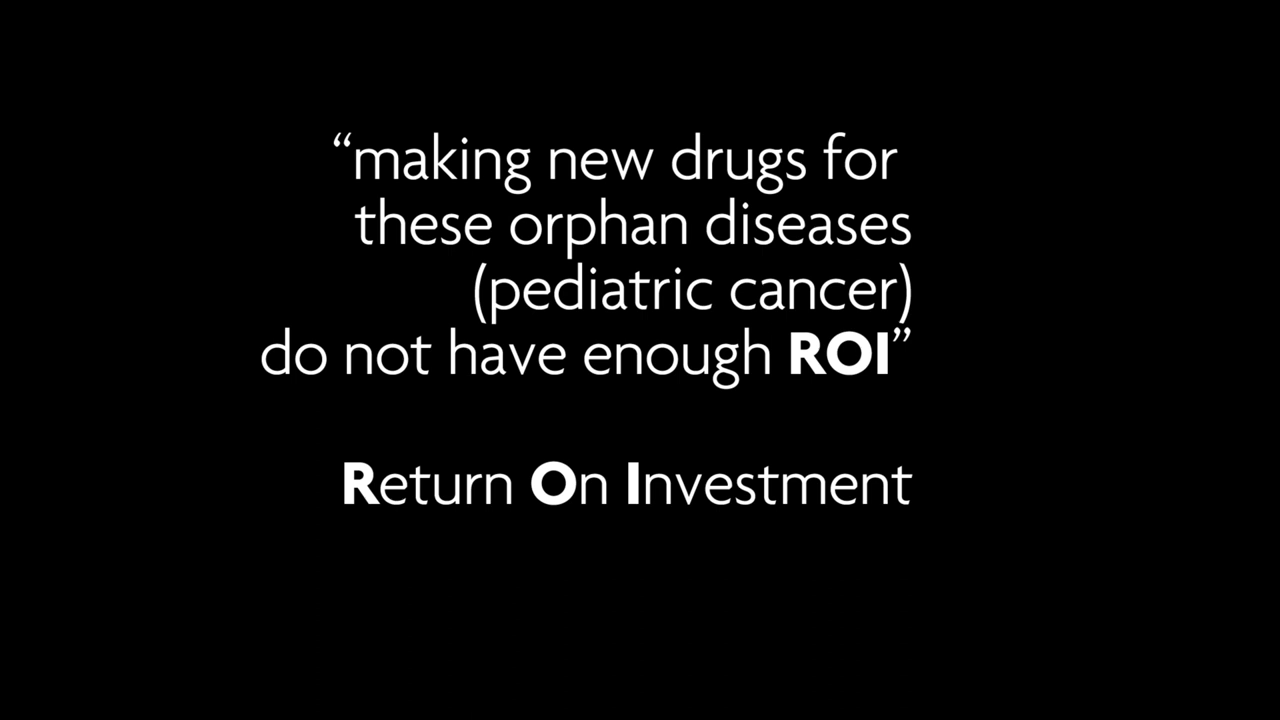 “making new drugs for
these orphan diseases
(pediatric cancer)
do not have enough ROI”
Return On Investment